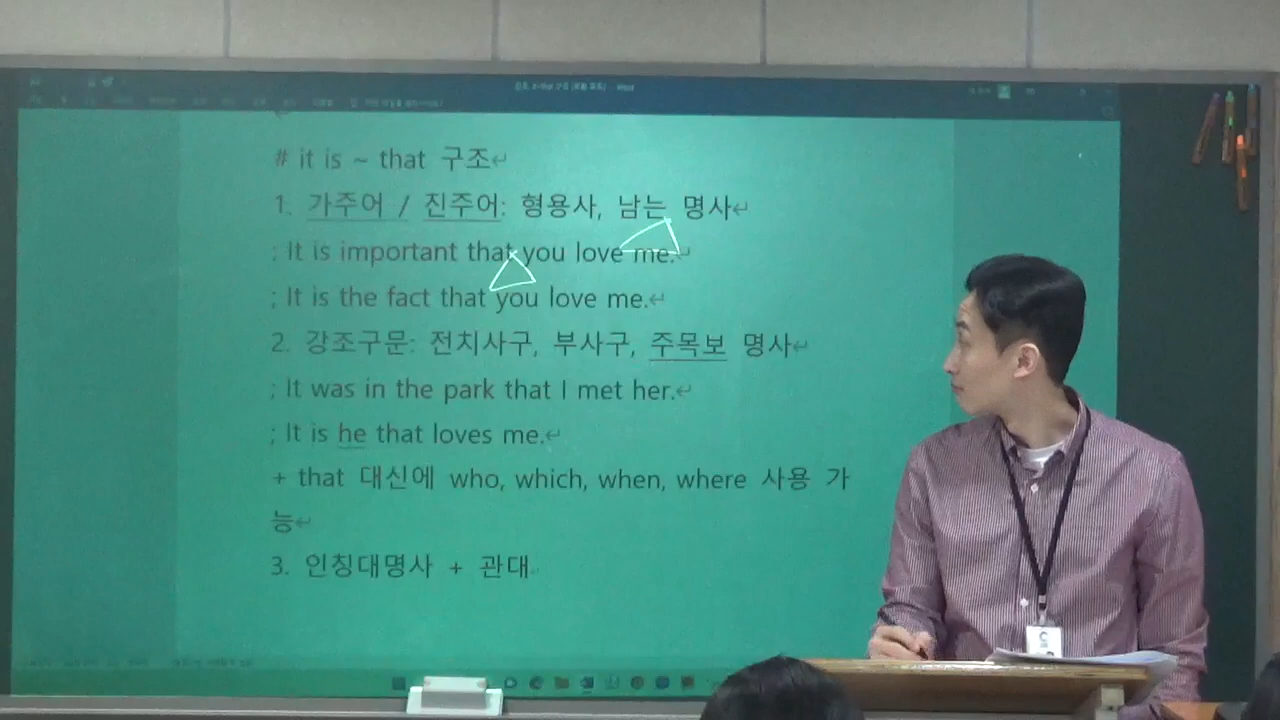 # it is ~ that 구조
1. 가주어 / 진주어: 형용사, 남는 명사
; It is important that you love me.
; It is the fact that you love me.
2. 강조구문: 전치사구, 부사구, 주목보 명사
; It was in the park that I met her.
; It is he that loves me.
+ that 대신에 who, which, when, where 사용 가
능
3. 인칭대명사 + 관대